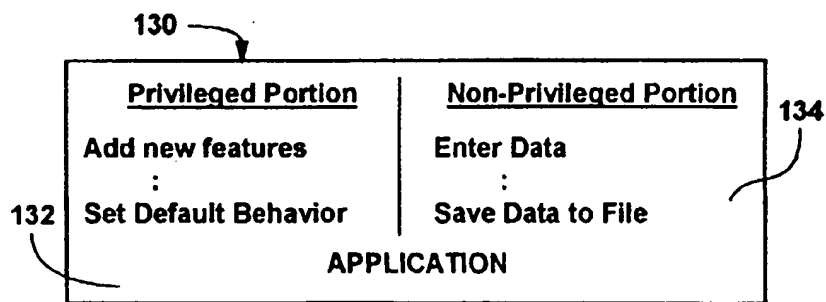 130
Privileged Portion
Non-Privileged Portion
134
Add new features
Enter Data
:
:
132
Set Default Behavior
Save Data to File
APPLICATION